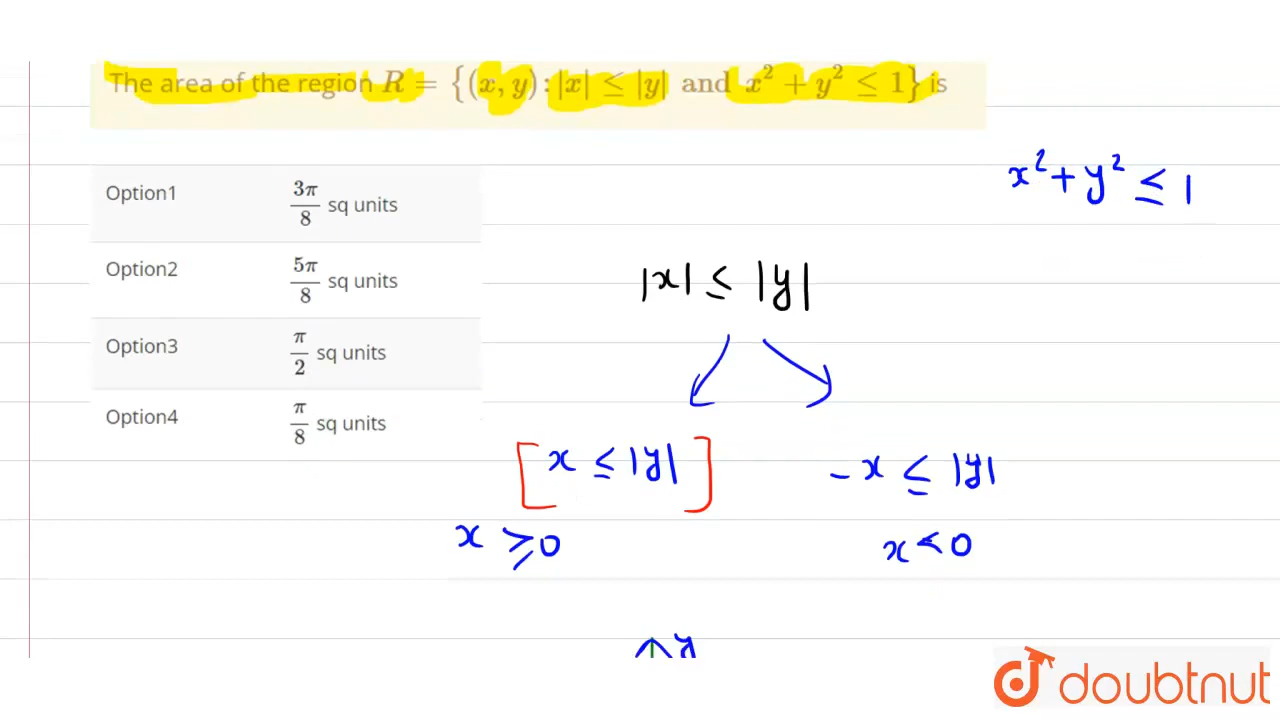 The area of the region R = {(x, y) : |x| ≤ |y| and x² + y² ≤ 1} is
Option1 3π/8 sq units
Option2 5π/8 sq units
Option3 π/2 sq units
Option4 π/8 sq units
x² + y² ≤ 1
|x| ≤ |y|
[x ≤ |y|] -x ≤ |y|
x ≥ 0 x < 0
y
doubtnut